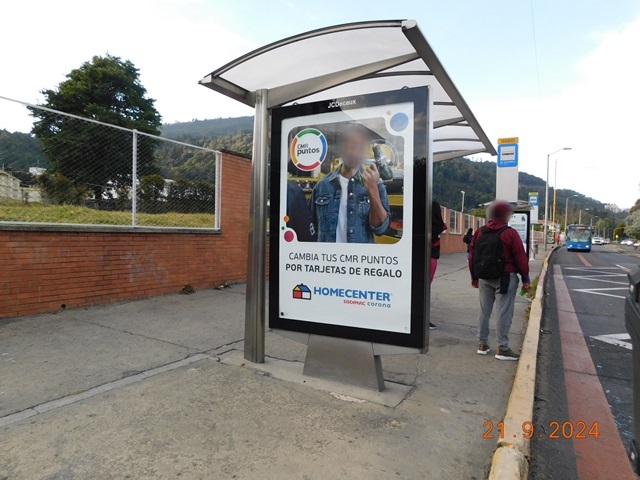 JCDecaux
CMR
puntos
CAMBIA TUS CMR PUNTOS
POR TARJETAS DE REGALO
HOMECENTER
SODIMAC corona
21.9.2024